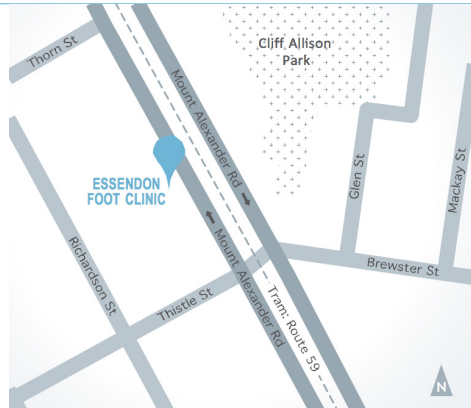 Thorn St
Cliff Allison
Park
Mount Alexander Rd
ESSENDON
FOOT CLINIC
Glen St
Mackay St
Richardson St
Mount Alexander Rd
Brewster St
Thistle St
Tram: Route 59
N